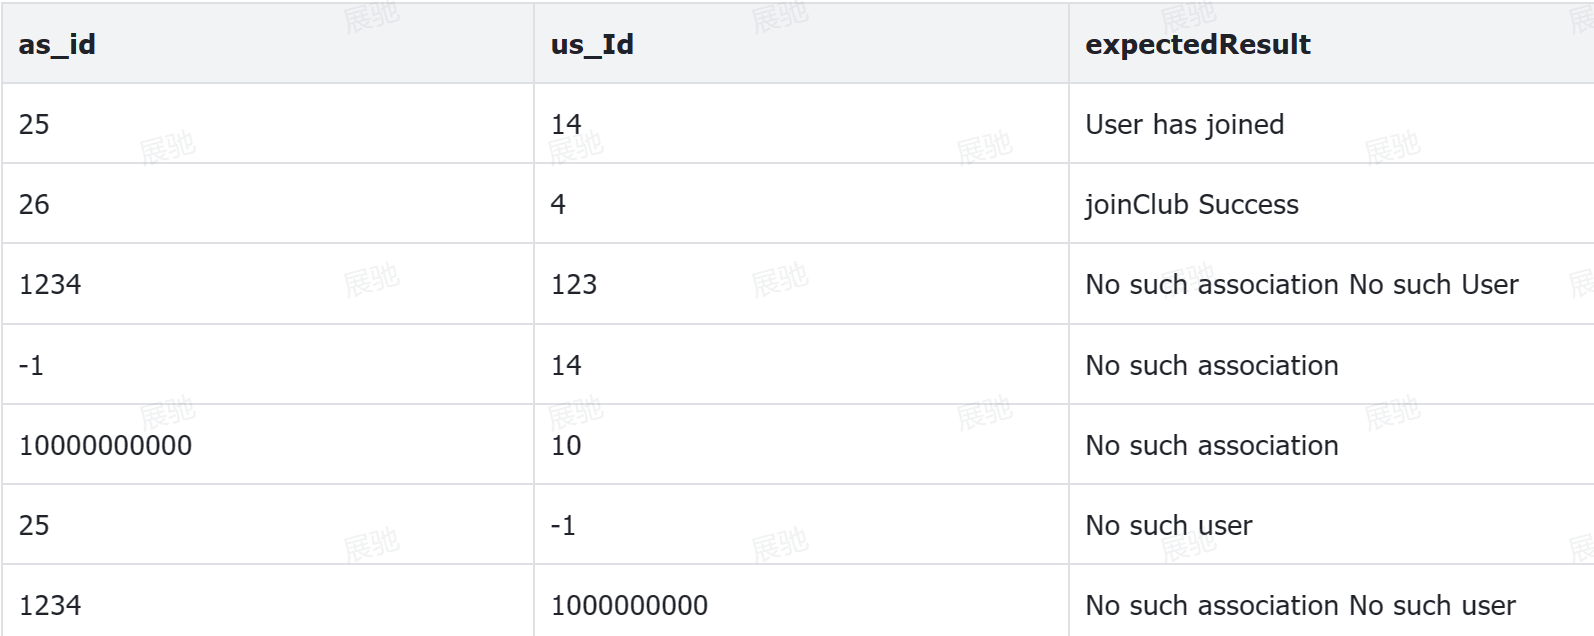 as_id us_Id expectedResult
25 14 User has joined
26 4 joinClub Success
1234 123 No such association No such User
-1 14 No such association
10000000000 10 No such association
25 -1 No such user
1234 1000000000 No such association No such user
展驰